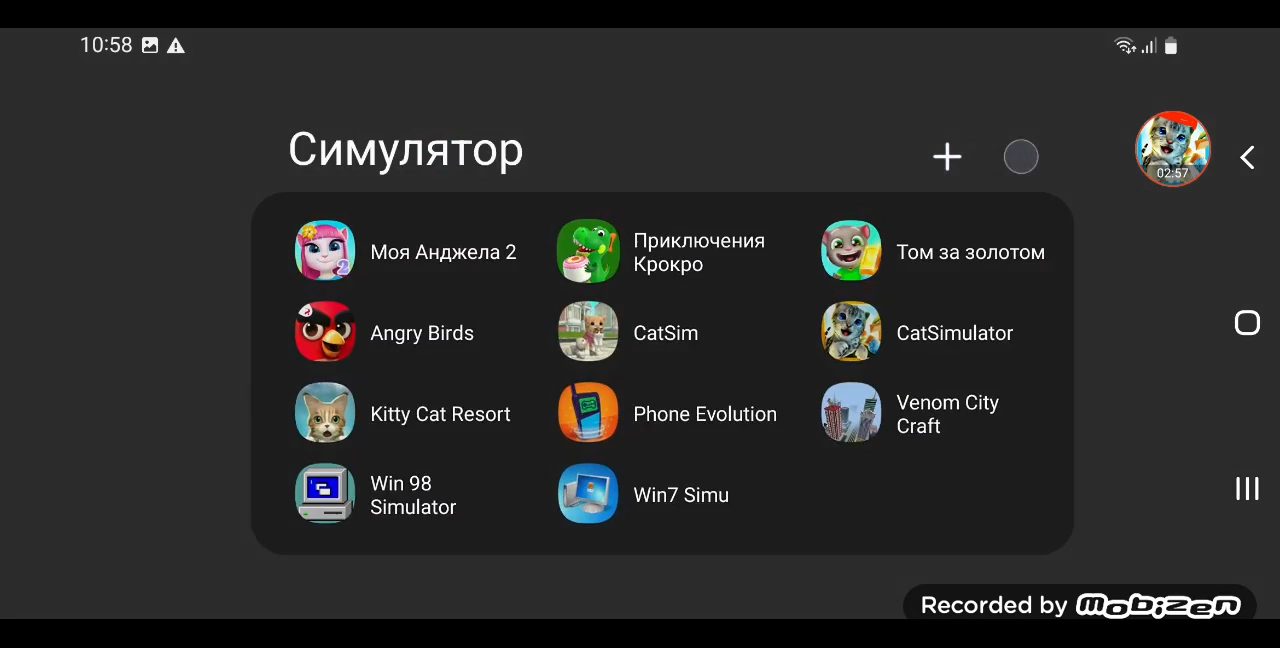 10:58
Симулятор
02:57
Моя Анджела 2
Приключения
Крокро
Том за золотом
Angry Birds
CatSim
CatSimulator
Kitty Cat Resort
Phone Evolution
Venom City
Craft
Win 98
Simulator
Win7 Simu
Recorded by Mobizen